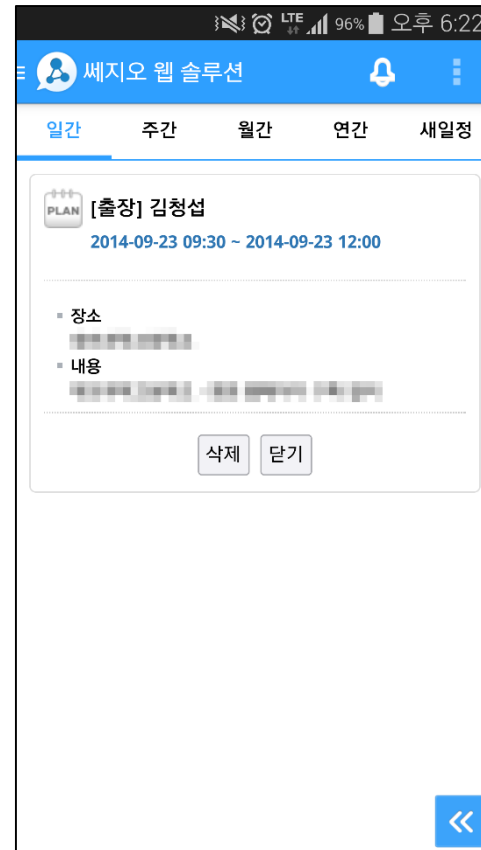 LTE 96% 오후 6:22
쎄지오 웹 솔루션
일간 주간 월간 연간 새일정
PLAN [출장] 김청섭
2014-09-23 09:30 ~ 2014-09-23 12:00
장소
내용
삭제 닫기